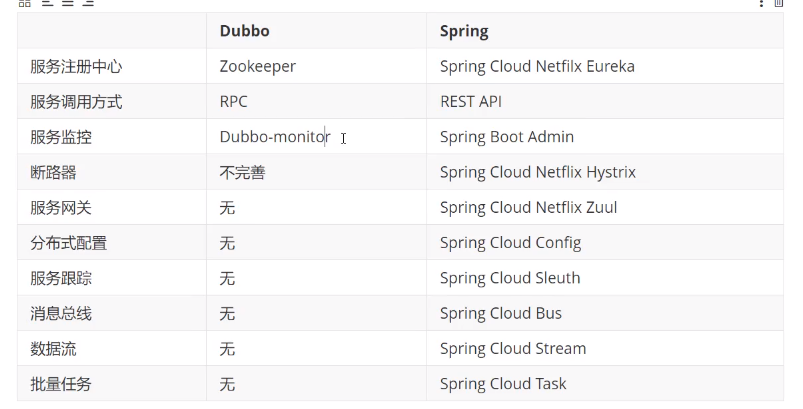 Dubbo Spring
服务注册中心 Zookeeper Spring Cloud Netfilx Eureka
服务调用方式 RPC REST API
服务监控 Dubbo-monitor Spring Boot Admin
断路器 不完善 Spring Cloud Netflix Hystrix
服务网关 无 Spring Cloud Netflix Zuul
分布式配置 无 Spring Cloud Config
服务跟踪 无 Spring Cloud Sleuth
消息总线 无 Spring Cloud Bus
数据流 无 Spring Cloud Stream
批量任务 无 Spring Cloud Task